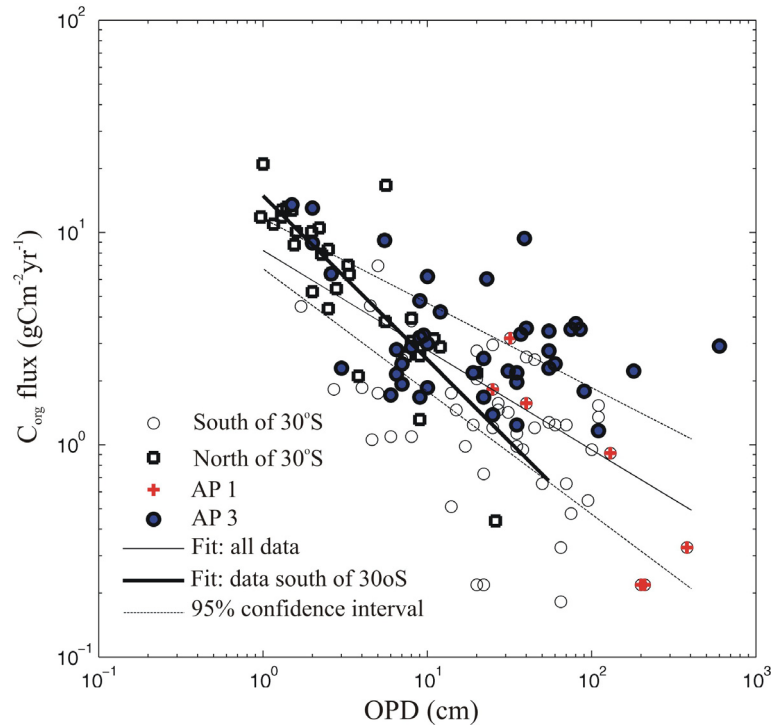 10²
10¹
10⁰
10⁻¹
C_org flux (gCm⁻²yr⁻¹)
South of 30°S
North of 30°S
AP 1
AP 3
Fit: all data
Fit: data south of 30oS
95% confidence interval
10⁻¹ 10⁰ 10¹ 10² 10³
OPD (cm)